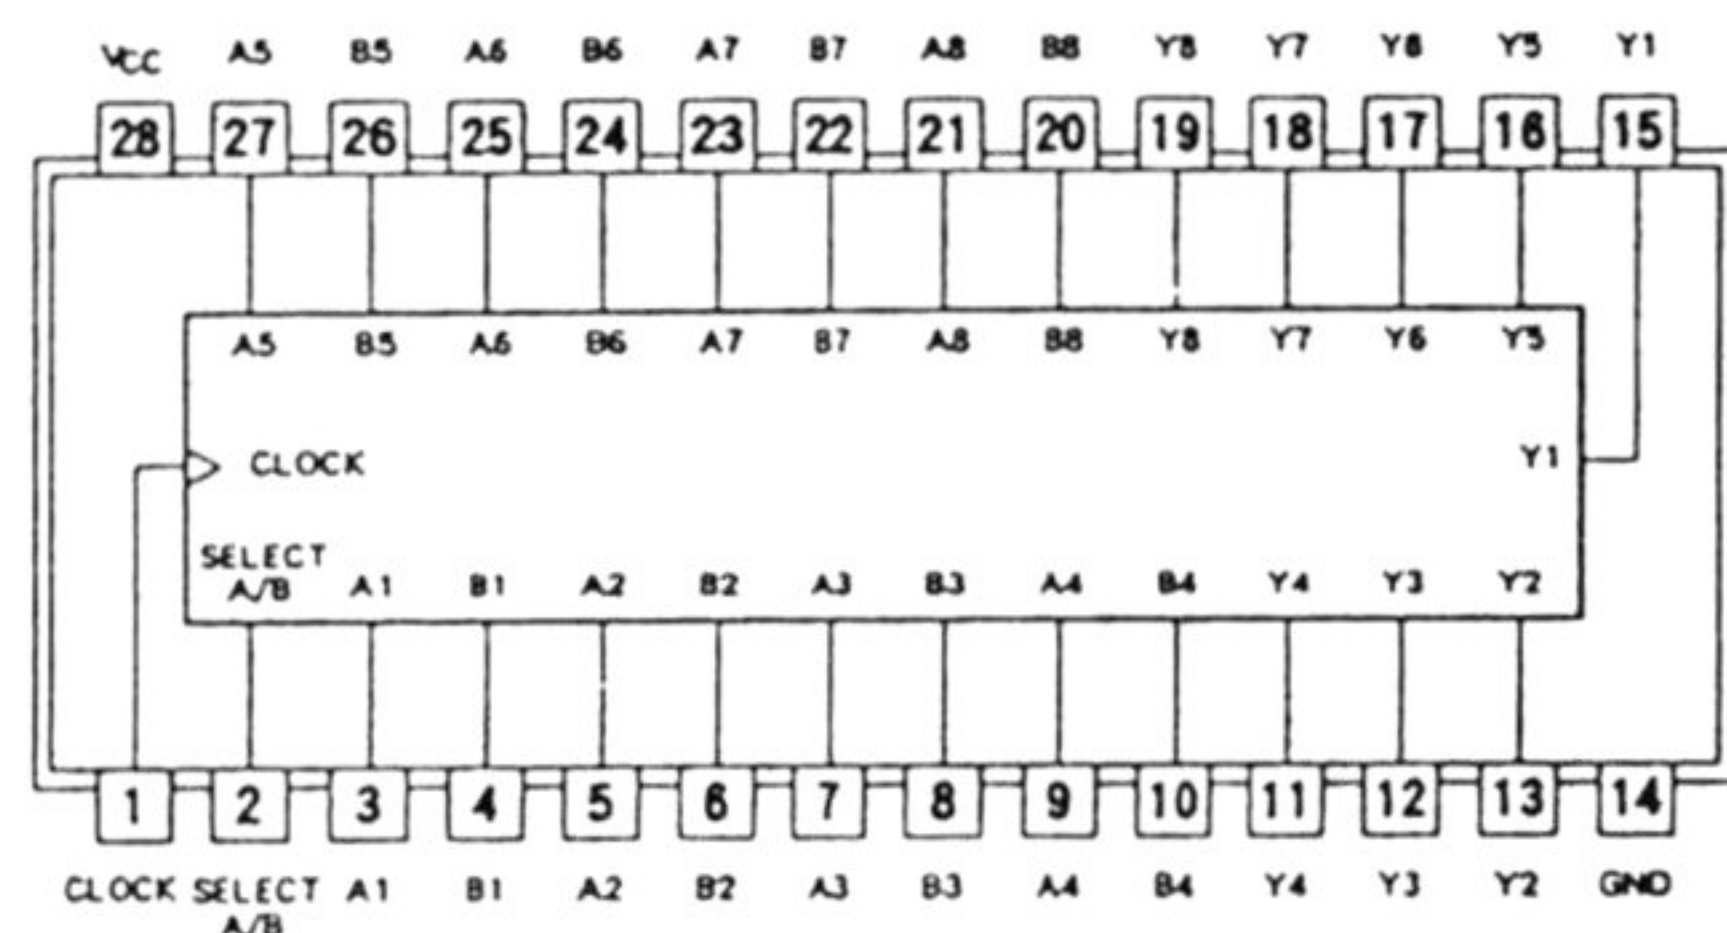 VCC A5 B5 A6 B6 A7 B7 A8 B8 Y8 Y7 Y6 Y5 Y1
28 27 26 25 24 23 22 21 20 19 18 17 16 15
A5 B5 A6 B6 A7 B7 A8 B8 Y8 Y7 Y6 Y5
CLOCK Y1
SELECT
A/B A1 B1 A2 B2 A3 B3 A4 B4 Y4 Y3 Y2
1 2 3 4 5 6 7 8 9 10 11 12 13 14
CLOCK SELECT A1 B1 A2 B2 A3 B3 A4 B4 Y4 Y3 Y2 GND
A/B